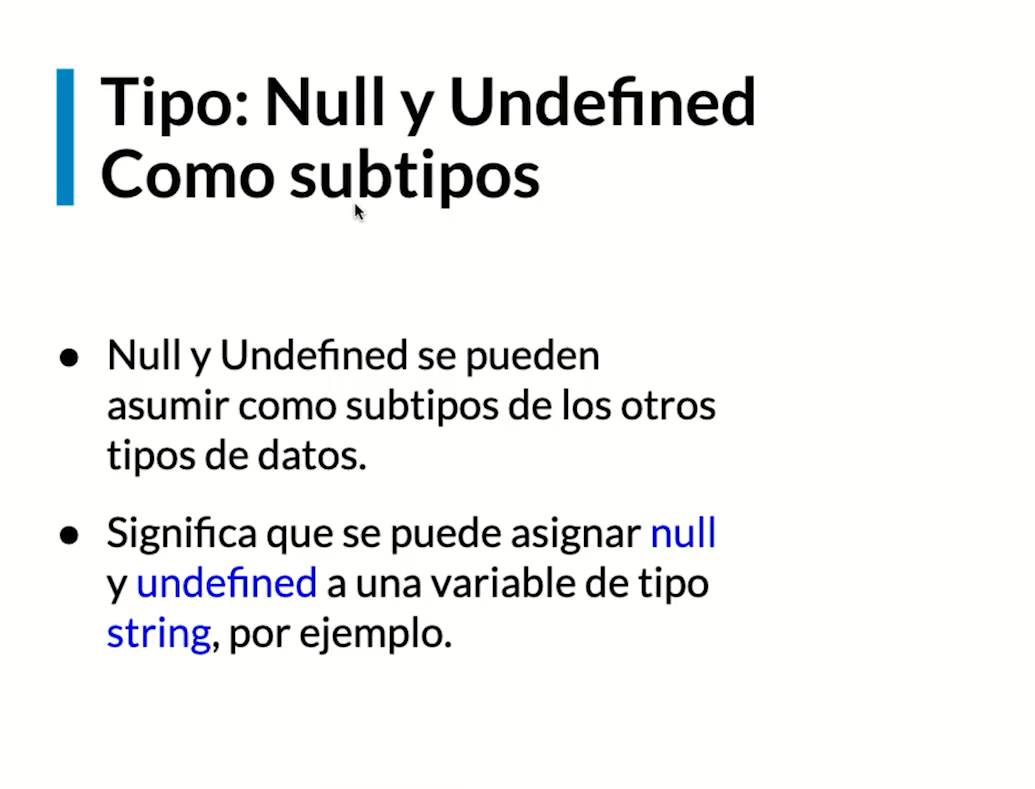 Tipo: Null y Undefined
Como subtipos
● Null y Undefined se pueden
asumir como subtipos de los otros
tipos de datos.
● Significa que se puede asignar null
y undefined a una variable de tipo
string, por ejemplo.